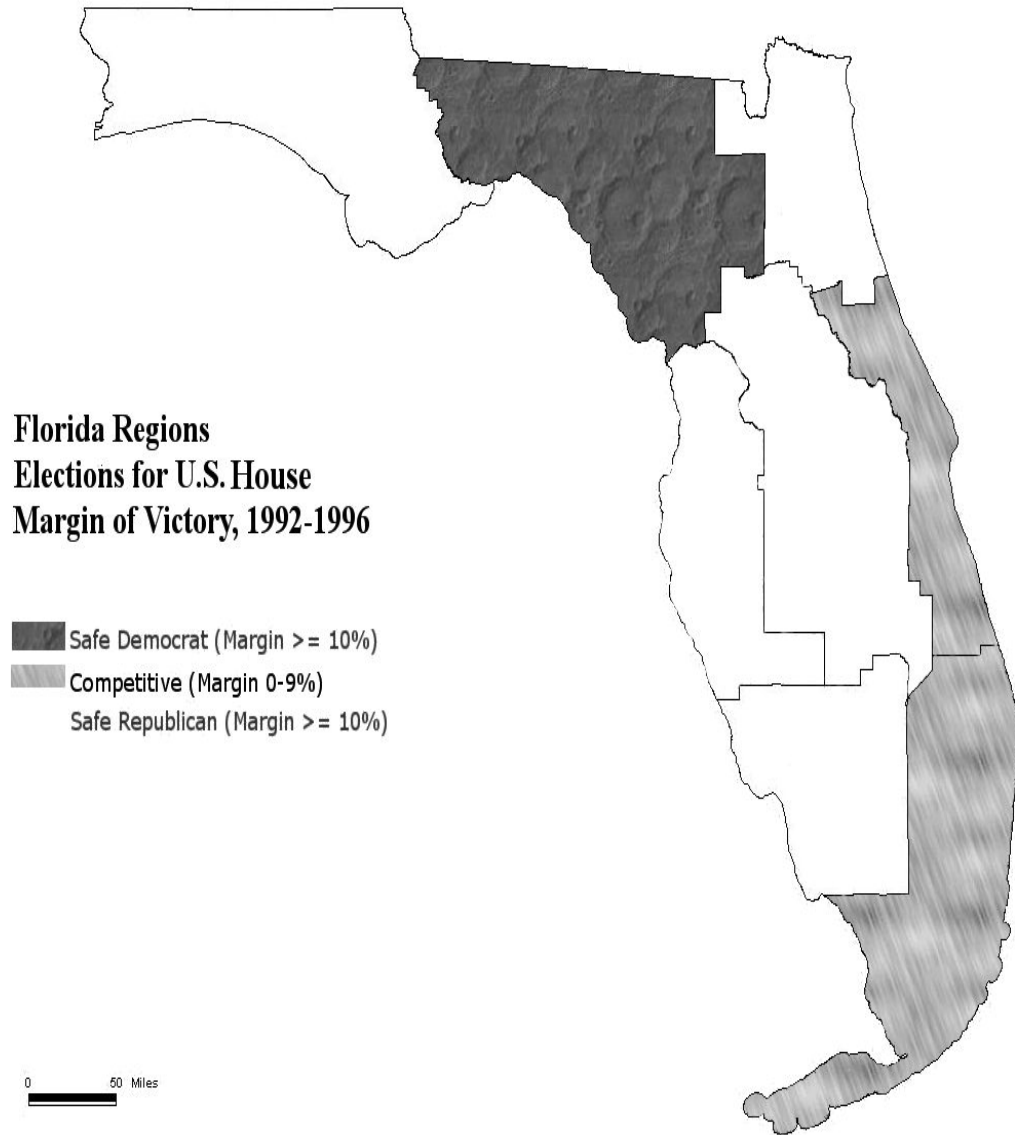 Florida Regions
Elections for U.S. House
Margin of Victory, 1992-1996
Safe Democrat (Margin >= 10%)
Competitive (Margin 0-9%)
Safe Republican (Margin >= 10%)
0 50 Miles